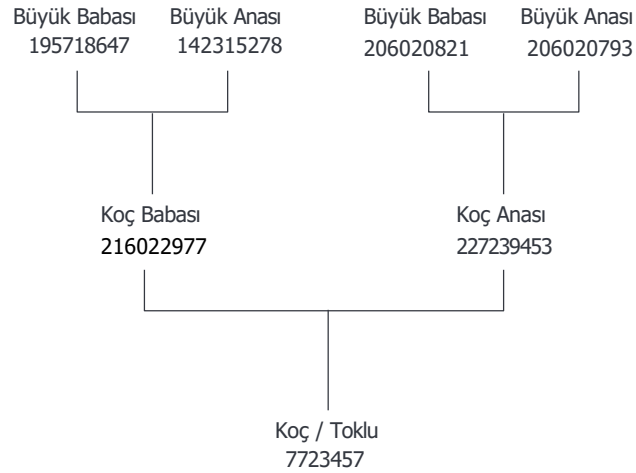 Büyük Babası Büyük Anası Büyük Babası Büyük Anası
195718647 142315278 206020821 206020793
Koç Babası Koç Anası
216022977 227239453
Koç / Toklu
7723457